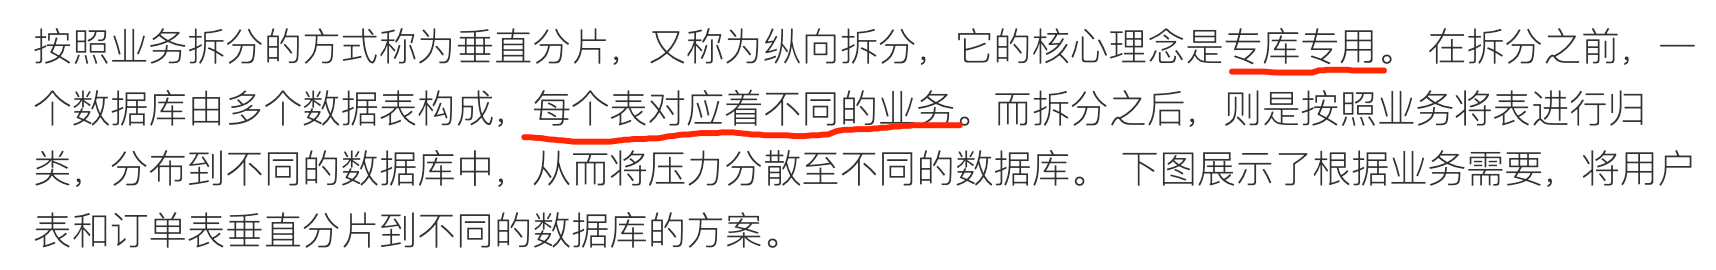 按照业务拆分的方式称为垂直分片，又称为纵向拆分，它的核心理念是专库专用。 在拆分之前，一
个数据库由多个数据表构成，每个表对应着不同的业务。而拆分之后，则是按照业务将表进行归
类，分布到不同的数据库中，从而将压力分散至不同的数据库。 下图展示了根据业务需要，将用户
表和订单表垂直分片到不同的数据库的方案。